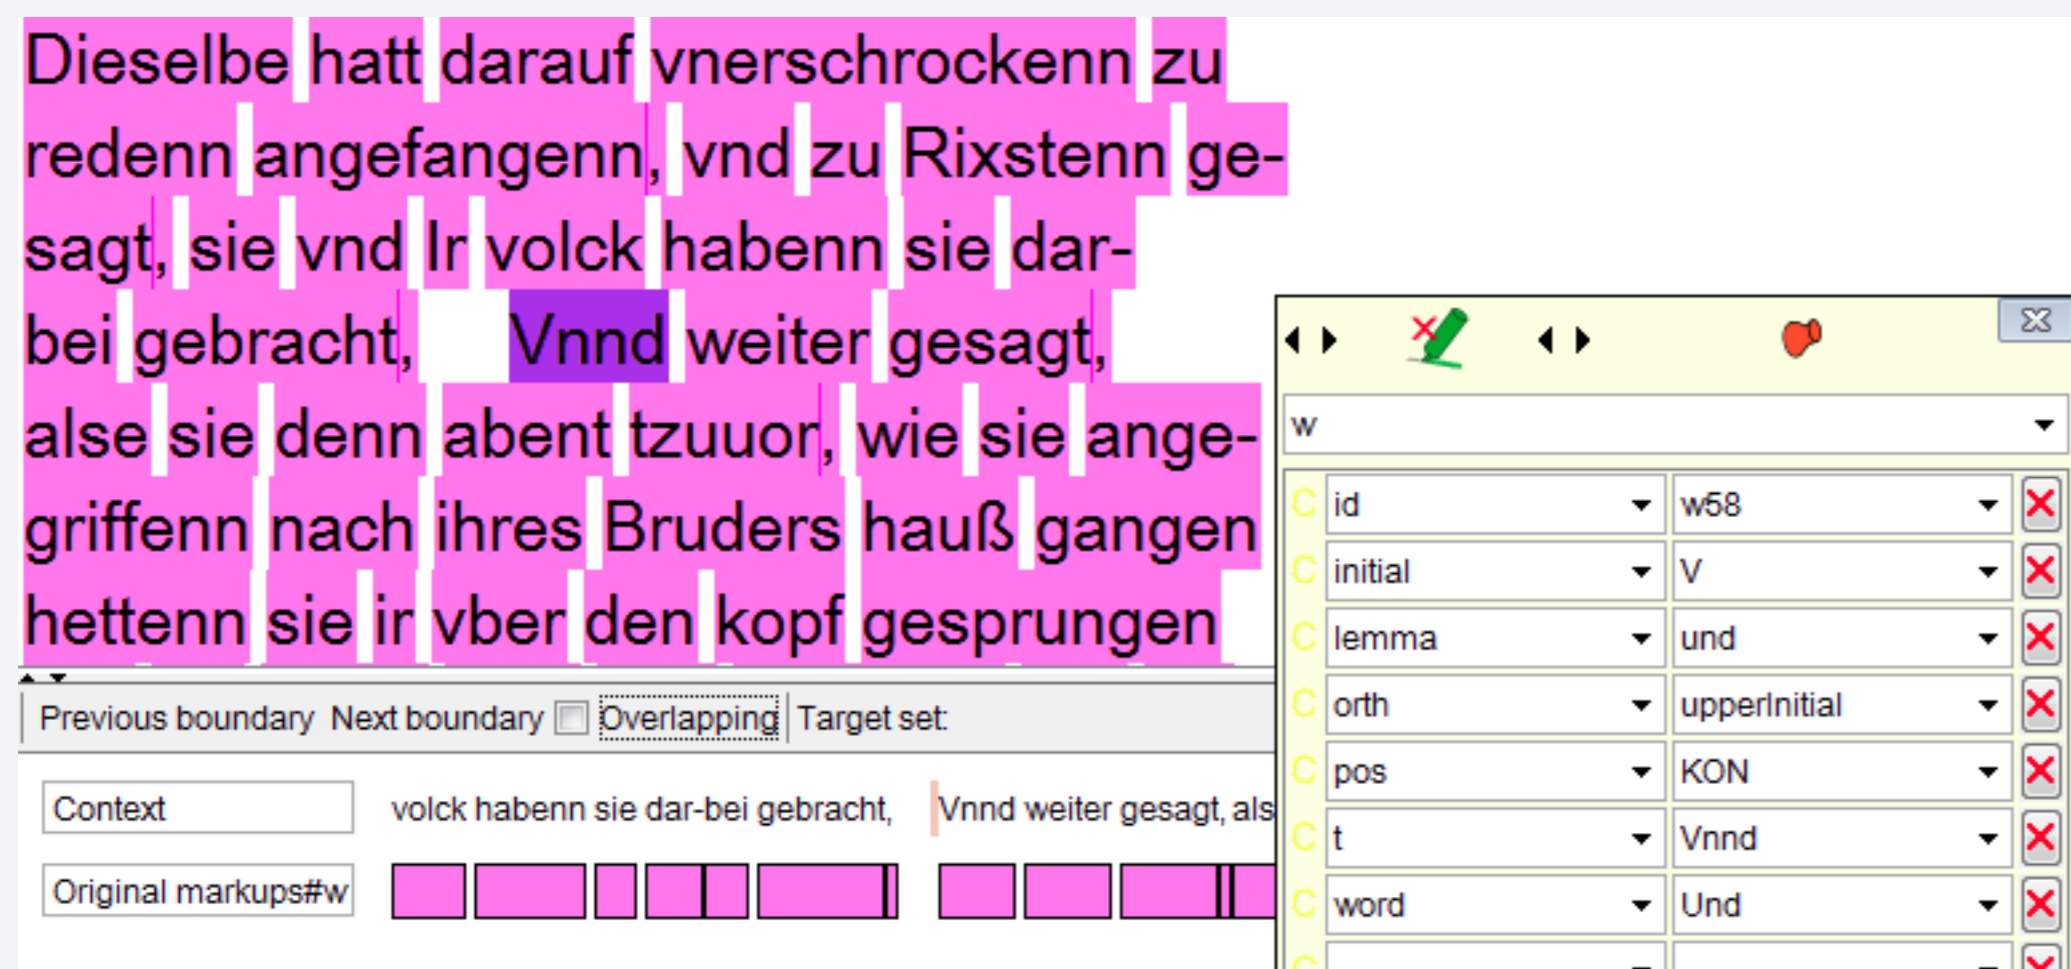 Dieselbe hatt darauf vnerschrockenn zu
redenn angefangenn, vnd zu Rixstenn ge-
sagt, sie vnd Ir volck habenn sie dar-
bei gebracht, Vnnd weiter gesagt,
alse sie denn abent tzuuor, wie sie ange-
griffenn nach ihres Bruders hauß gangen
hettenn sie ir vber den kopf gesprungen
w
id w58
initial V
lemma und
orth upperInitial
pos KON
t Vnnd
word Und
Previous boundary Next boundary Overlapping Target set:
Context volck habenn sie dar-bei gebracht, Vnnd weiter gesagt, als
Original markups#w
C
C
C
C
C
C
C